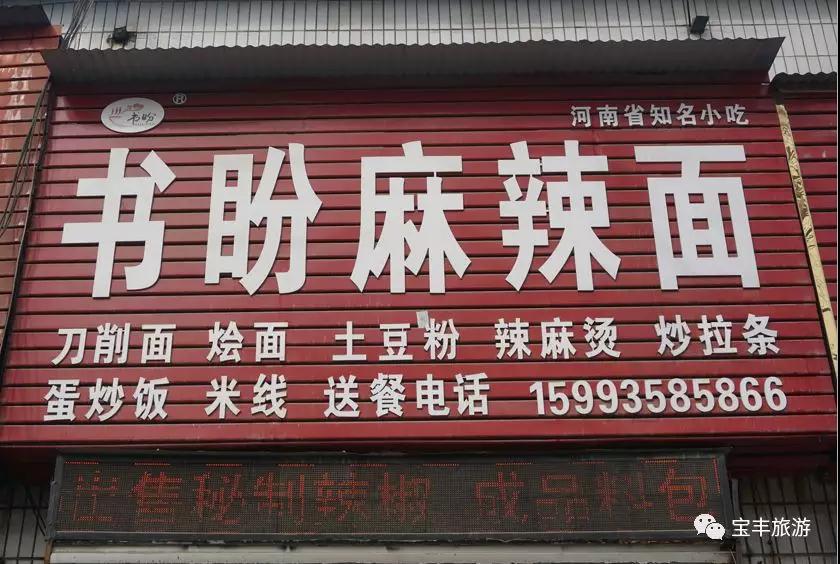 书盼 ®
河南省知名小吃
书盼麻辣面
刀削面 烩面 土豆粉 辣麻烫 炒拉条
蛋炒饭 米线 送餐电话 15993585866
出售秘制辣椒 成品料包
宝丰旅游